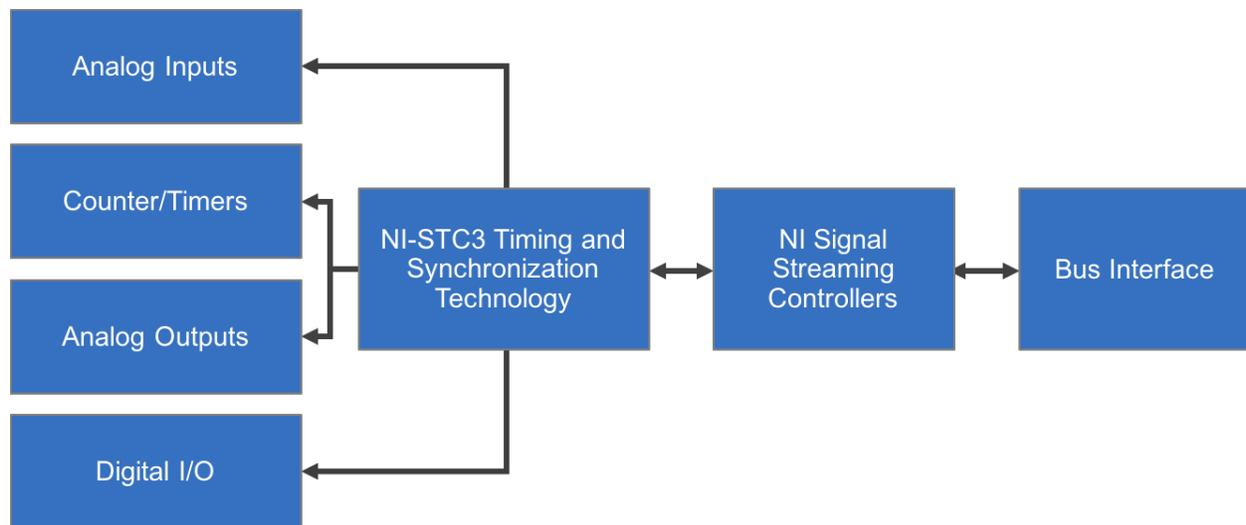 Analog Inputs
Counter/Timers
Analog Outputs
Digital I/O
NI-STC3 Timing and
Synchronization
Technology
NI Signal
Streaming
Controllers
Bus Interface